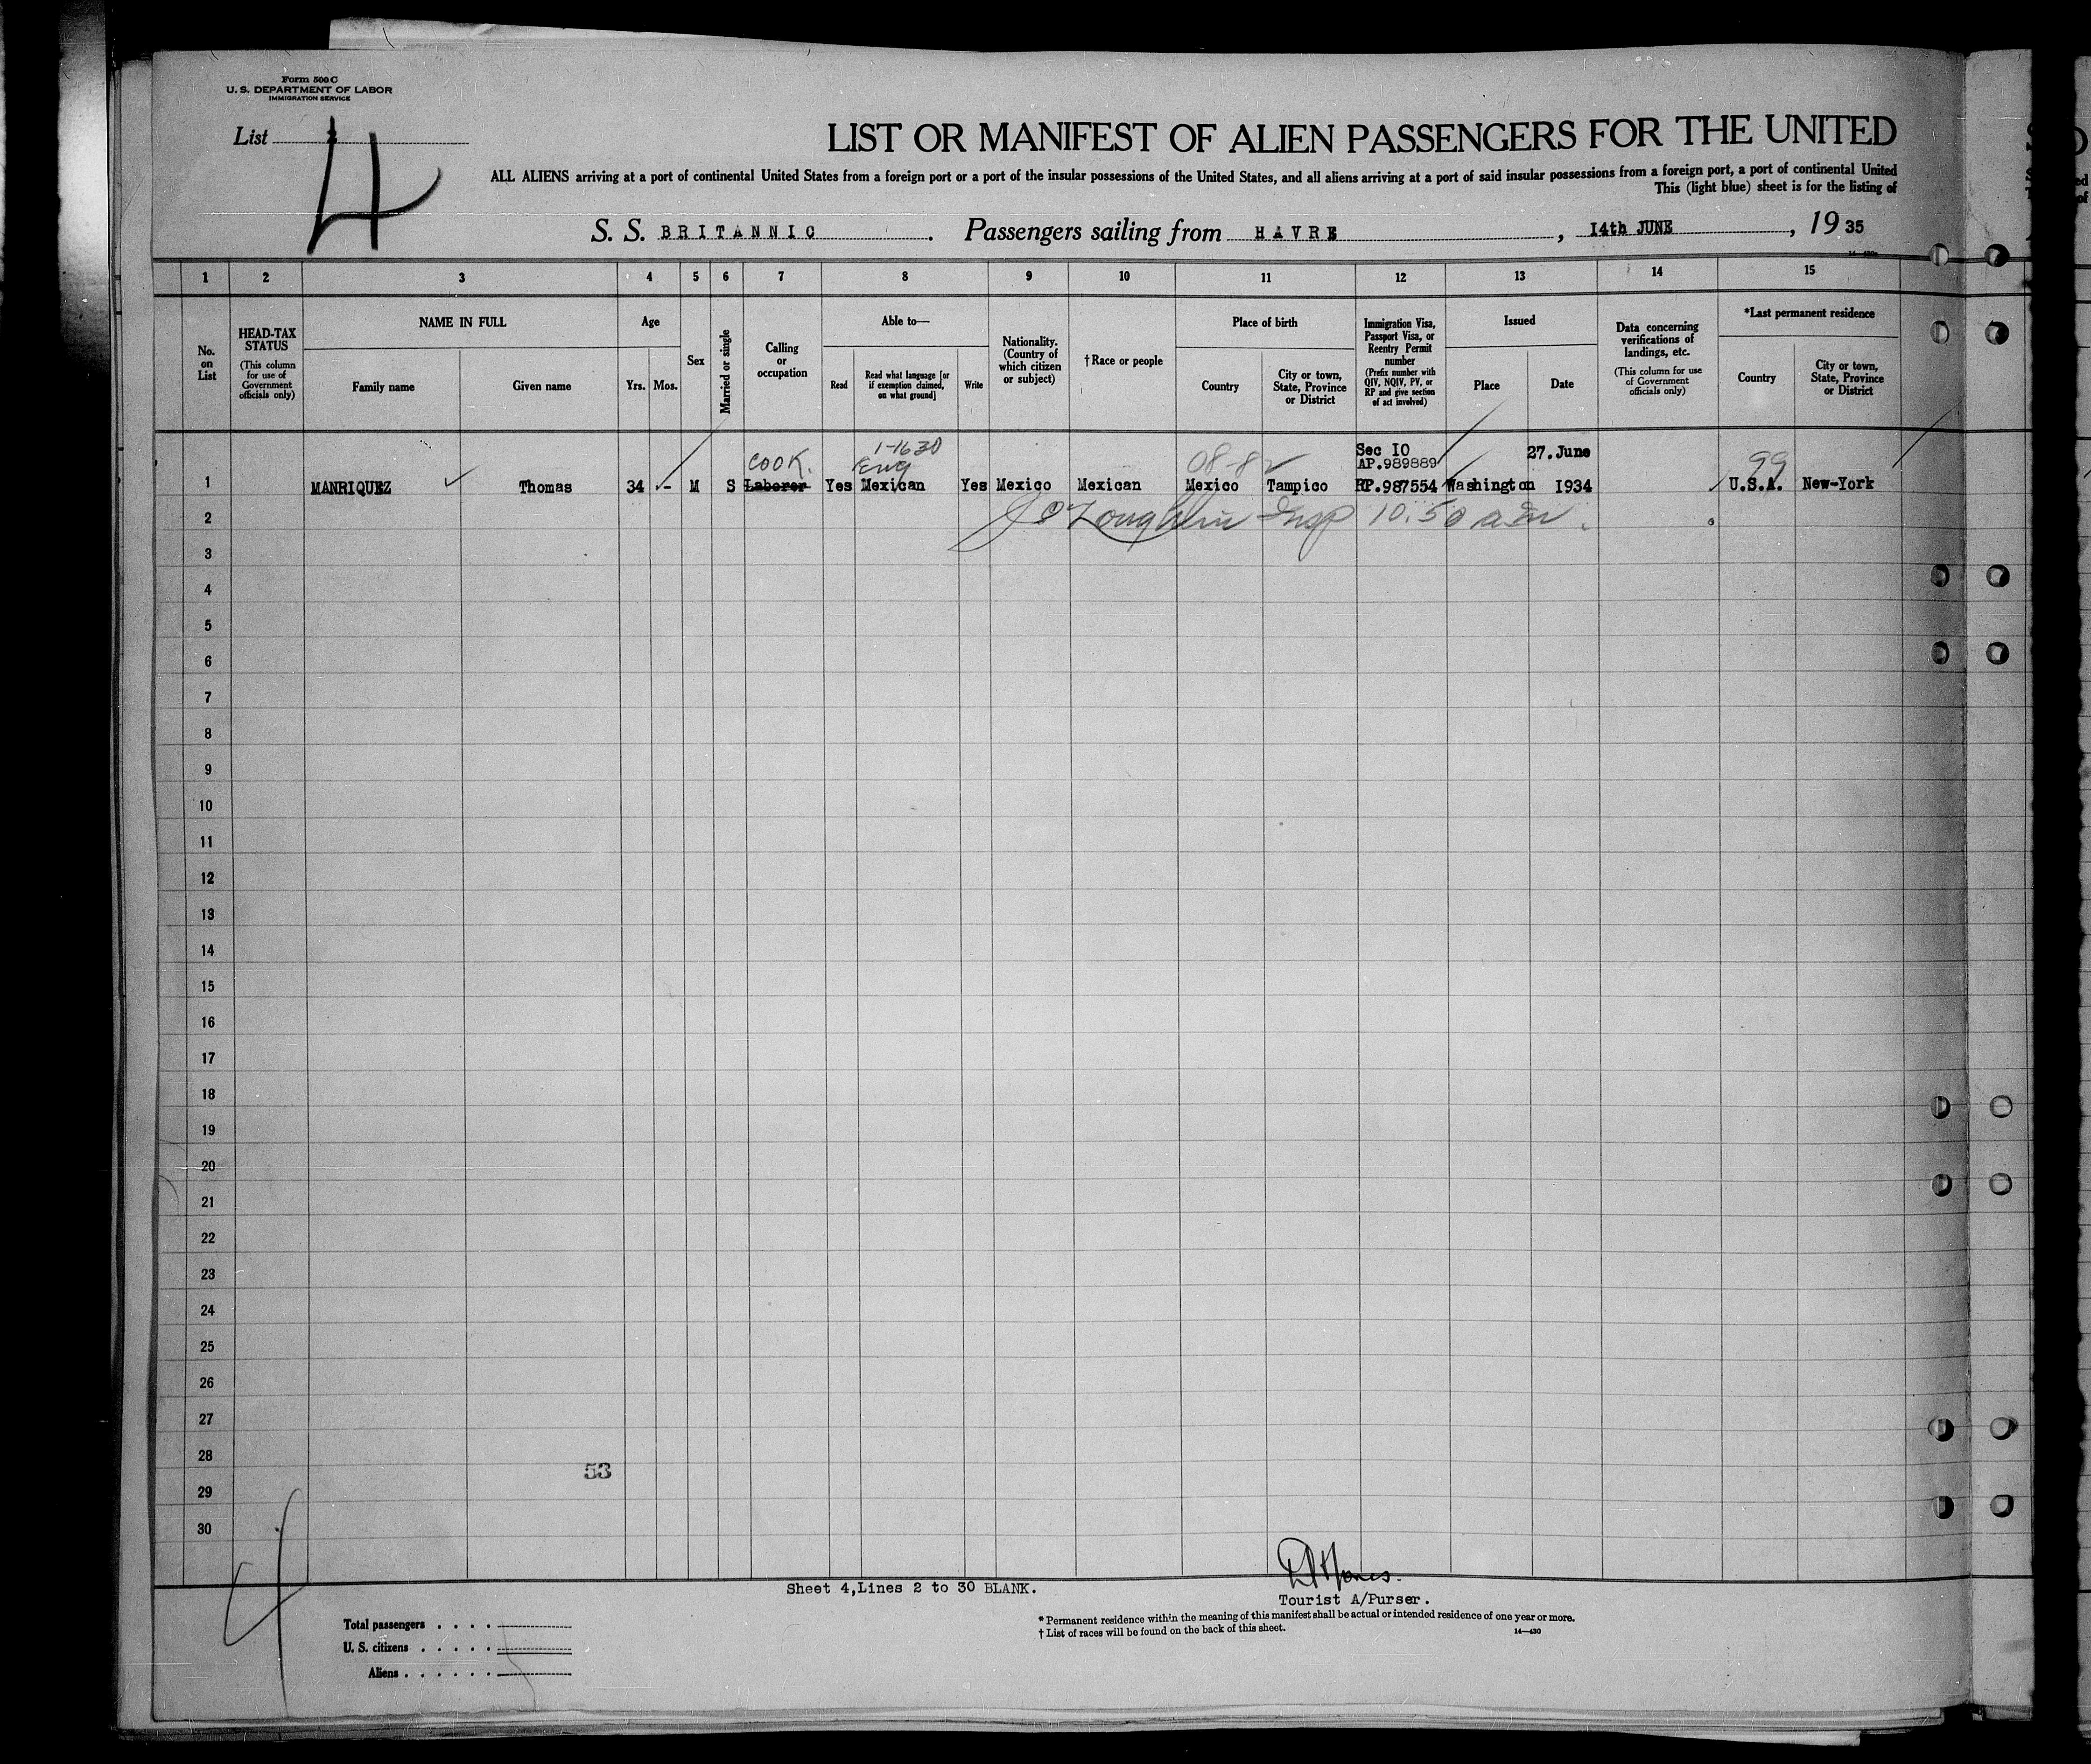 Form 500 C
U. S. DEPARTMENT OF LABOR
IMMIGRATION SERVICE
List
4
LIST OR MANIFEST OF ALIEN PASSENGERS FOR THE UNITED
ALL ALIENS arriving at a port of continental United States from a foreign port or a port of the insular possessions of the United States, and all aliens arriving at a port of said insular possessions from a foreign port, a port of continental United
This (light blue) sheet is for the listing of
S. S. BRITANNIC . Passengers sailing from HAVRE , 14th JUNE , 19 35
1 2 3 4 5 6 7 8 9 10 11 12 13 14 15
No. on List
HEAD-TAX STATUS
(This column for use of Government officials only)
NAME IN FULL
Family name
Given name
Age
Yrs. Mos.
Sex
Married or single
Calling or occupation
Able to—
Read
Read what language [or if exemption claimed, on what ground]
Write
Nationality. (Country of which citizen or subject)
†Race or people
Place of birth
Country
City or town, State, Province or District
Immigration Visa, Passport Visa, or Reentry Permit number
(Prefix number with QIV, NQIV, PV, or RP and give section of act involved)
Issued
Place
Date
Data concerning verifications of landings, etc.
(This column for use of Government officials only)
*Last permanent residence
Country
City or town, State, Province or District
1-1630
COOK. Eng 08-82 Sec 10 AP.989889 27.June 99
1 MANRIQUEZ Thomas 34 - M S Laborer Yes Mexican Yes Mexico Mexican Mexico Tampico RP.987554 Washington 1934 U.S.A. New-York
2 Insp 10.50 am
3
4
5
6
7
8
9
10
11
12
13
14
15
16
17
18
19
20
21
22
23
24
25
26
27
28
53
29
30
4
Sheet 4,Lines 2 to 30 BLANK.
Tourist A/Purser.
Total passengers . . . .
U. S. citizens . . . . .
Aliens . . . . . .
* Permanent residence within the meaning of this manifest shall be actual or intended residence of one year or more.
† List of races will be found on the back of this sheet.
14—430